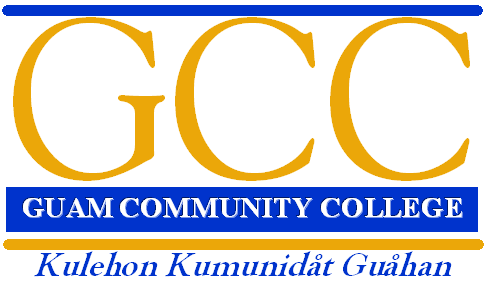 GCC
GUAM COMMUNITY COLLEGE
Kulehon Kumunidåt Guåhan